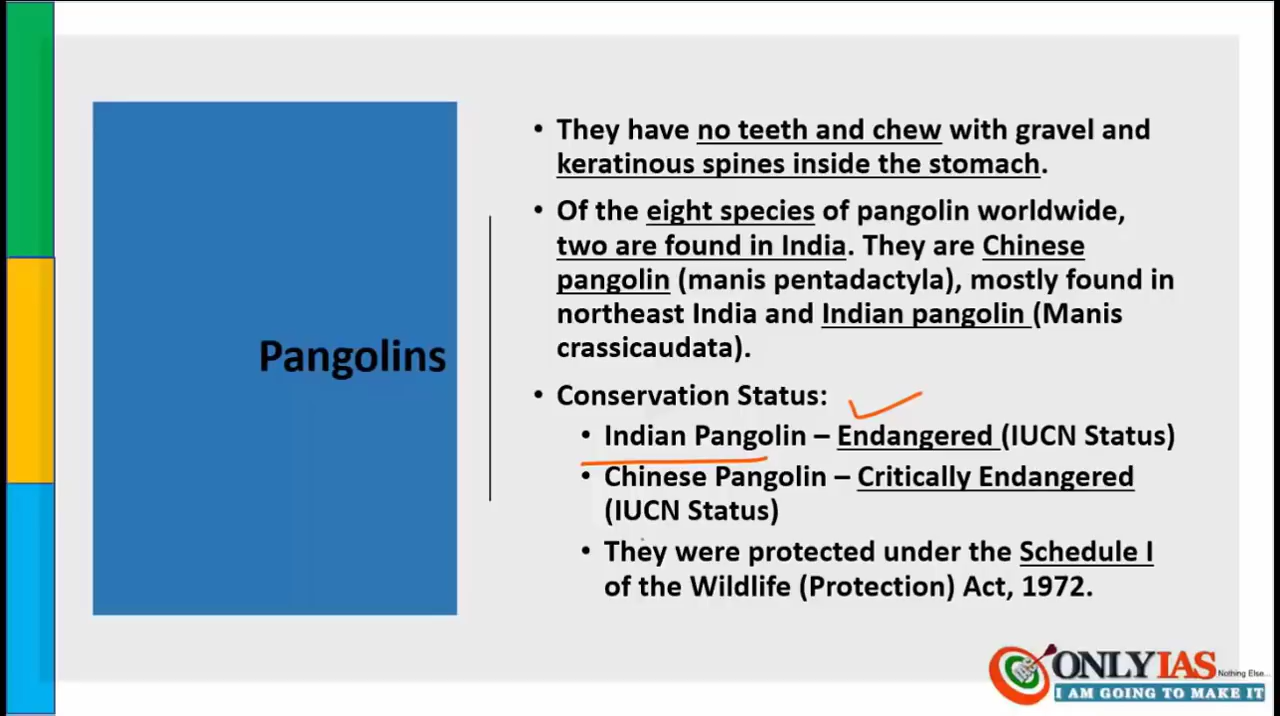 Pangolins
• They have no teeth and chew with gravel and
keratinous spines inside the stomach.
• Of the eight species of pangolin worldwide,
two are found in India. They are Chinese
pangolin (manis pentadactyla), mostly found in
northeast India and Indian pangolin (Manis
crassicaudata).
• Conservation Status:
• Indian Pangolin – Endangered (IUCN Status)
• Chinese Pangolin – Critically Endangered
(IUCN Status)
• They were protected under the Schedule I
of the Wildlife (Protection) Act, 1972.
ONLYIAS
Nothing Else...
I AM GOING TO MAKE IT